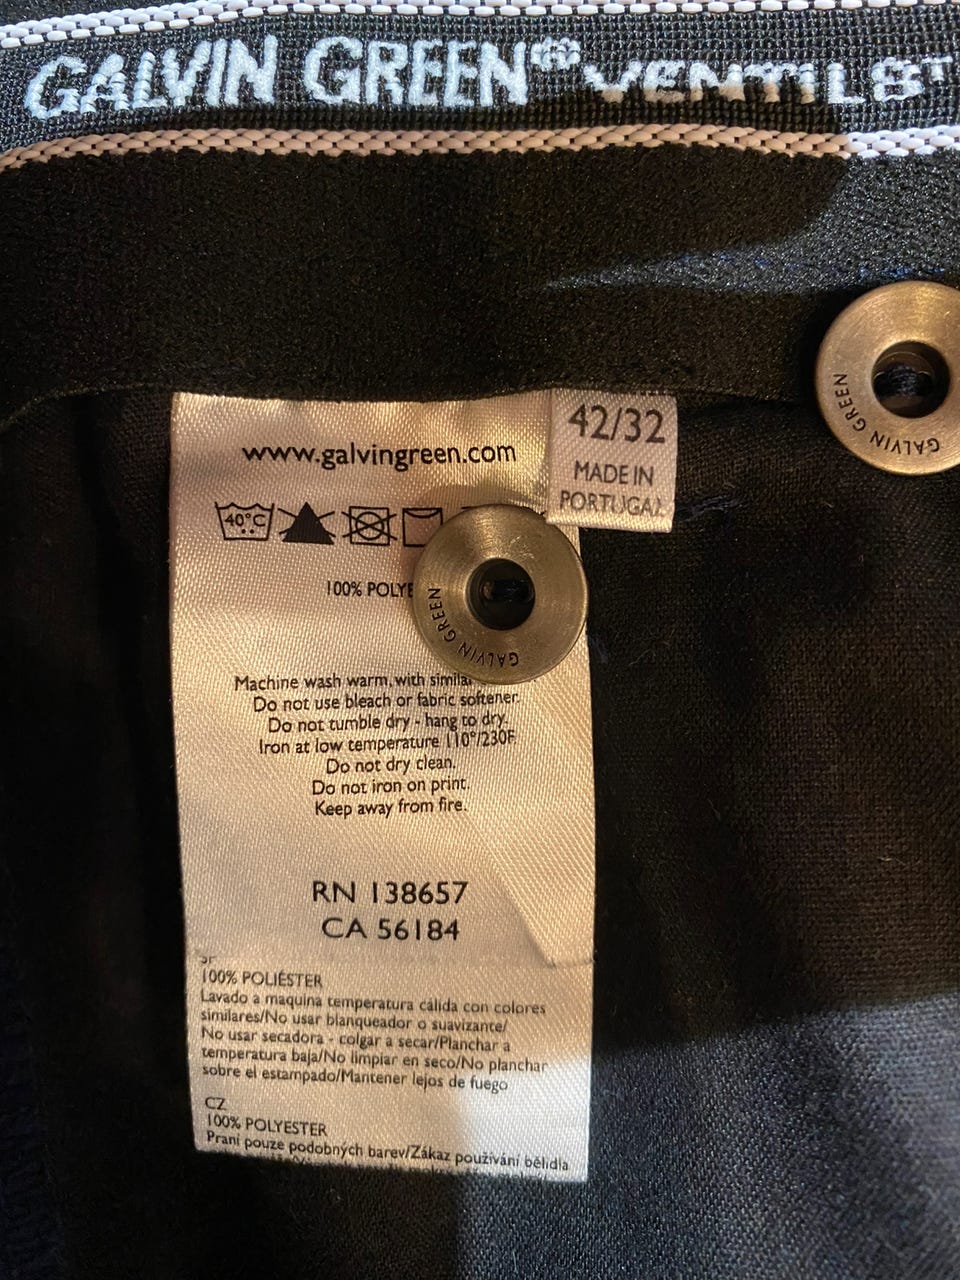 GALVIN GREEN® VENTIL8™
42/32
MADE IN
PORTUGAL
www.galvingreen.com
40°C
100% POLYE
Machine wash warm, with simila
Do not use bleach or fabric softener.
Do not tumble dry - hang to dry.
Iron at low temperature 110°/230F.
Do not dry clean.
Do not iron on print.
Keep away from fire.
RN 138657
CA 56184
100% POLIÉSTER
Lavado a maquina temperatura cálida con colores
similares/No usar blanqueador o suavizante/
No usar secadora - colgar a secar/Planchar a
temperatura baja/No limpiar en seco/No planchar
sobre el estampado/Mantener lejos de fuego
CZ
100% POLYESTER
Praní pouze podobných barev/Zákaz používání bělidla
GALVIN GREEN
GALVIN GREEN